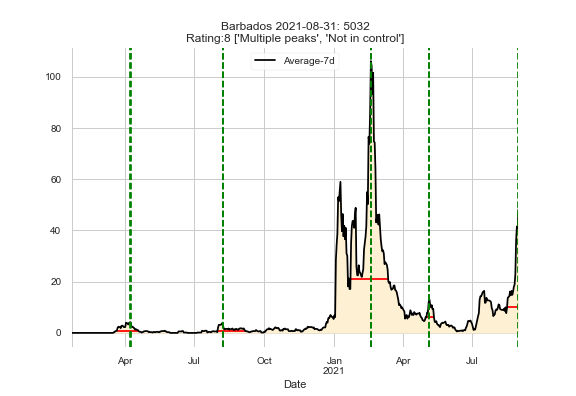 Barbados 2021-08-31: 5032
Rating:8 ['Multiple peaks', 'Not in control']
Average-7d
100
80
60
40
20
0
Apr
Jul
Oct
Jan
2021
Apr
Jul
Date